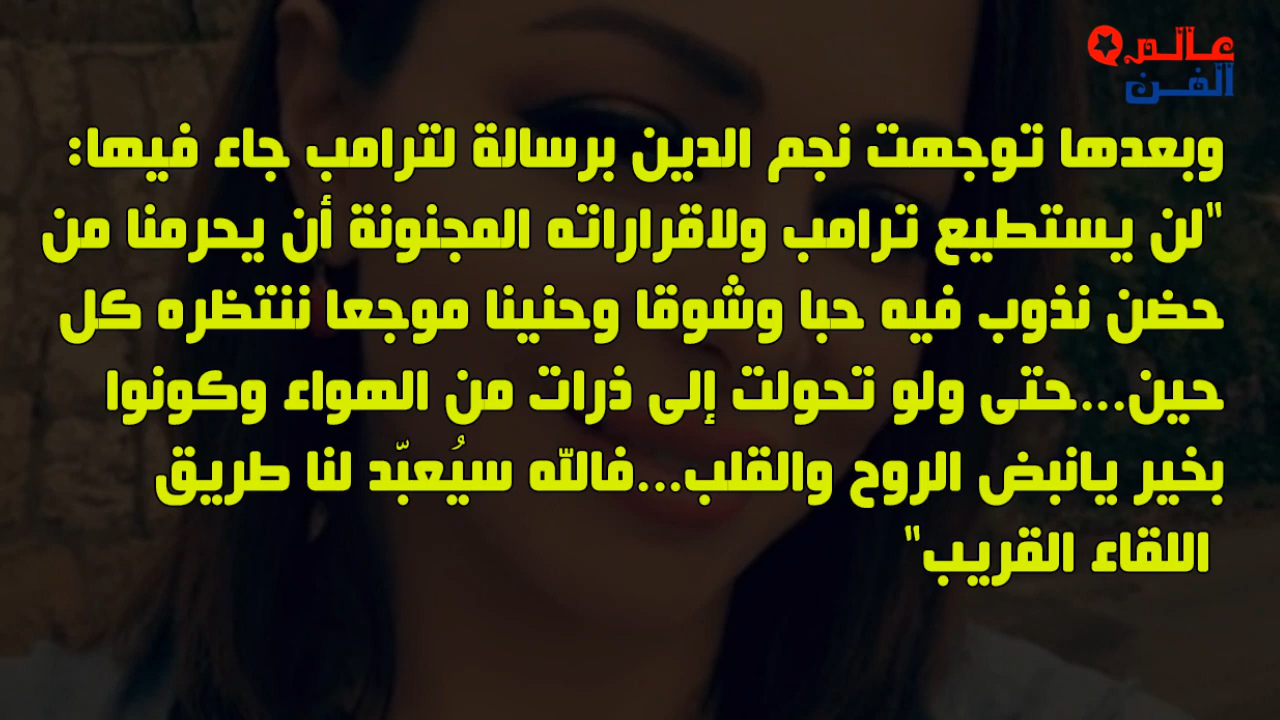 عالم
الفن
وبعدها توجهت نجم الدين برسالة لترامب جاء فيها:
"لن يستطيع ترامب ولاقراراته المجنونة أن يحرمنا من
حضن نذوب فيه حبا وشوقا وحنينا موجعا ننتظره كل
حين...حتى ولو تحولت إلى ذرات من الهواء وكونوا
بخير يانبض الروح والقلب...فالله سيُعبّد لنا طريق
اللقاء القريب"